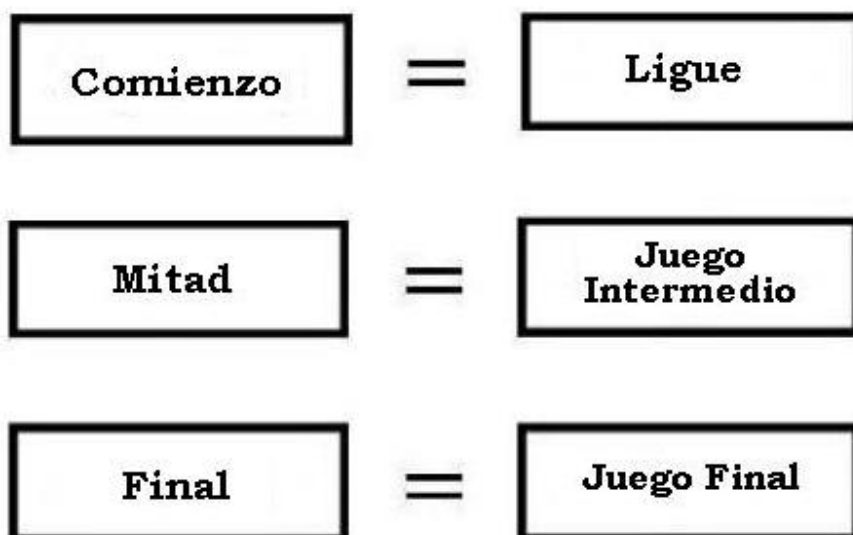 Comienzo = Ligue
Mitad = Juego
Intermedio
Final = Juego Final